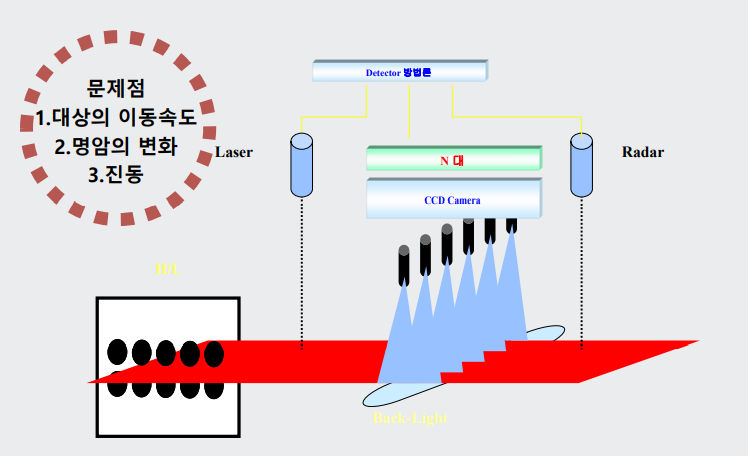 Detector 방법론
문제점
1.대상의 이동속도
2.명암의 변화
3.진동
Laser
Radar
N 대
CCD Camera
Back-Light